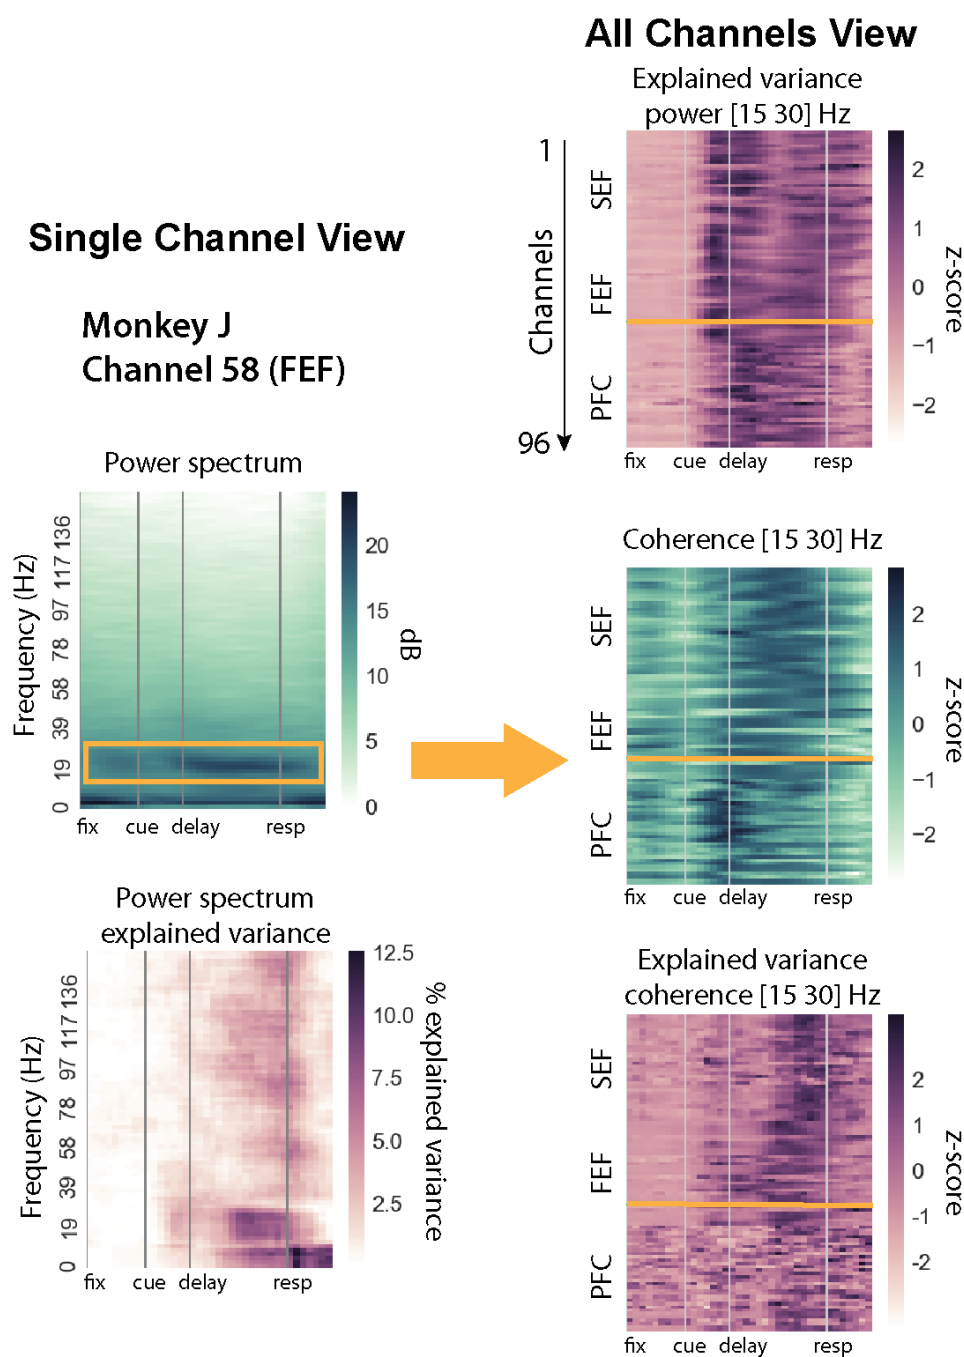 All Channels View
Explained variance
power [15 30] Hz
1
Channels
96
SEF
FEF
PFC
fix cue delay resp
2
1
0
−1
−2
z-score
Single Channel View
Monkey J
Channel 58 (FEF)
Power spectrum
Frequency (Hz)
136
117
97
78
58
39
19
0
fix cue delay resp
20
15
10
5
0
dB
Coherence [15 30] Hz
SEF
FEF
PFC
fix cue delay resp
2
1
0
−1
−2
z-score
Power spectrum
explained variance
Frequency (Hz)
136
117
97
78
58
39
19
0
fix cue delay resp
12.5
10.0
7.5
5.0
2.5
% explained variance
Explained variance
coherence [15 30] Hz
SEF
FEF
PFC
fix cue delay resp
2
1
0
-1
-2
z-score